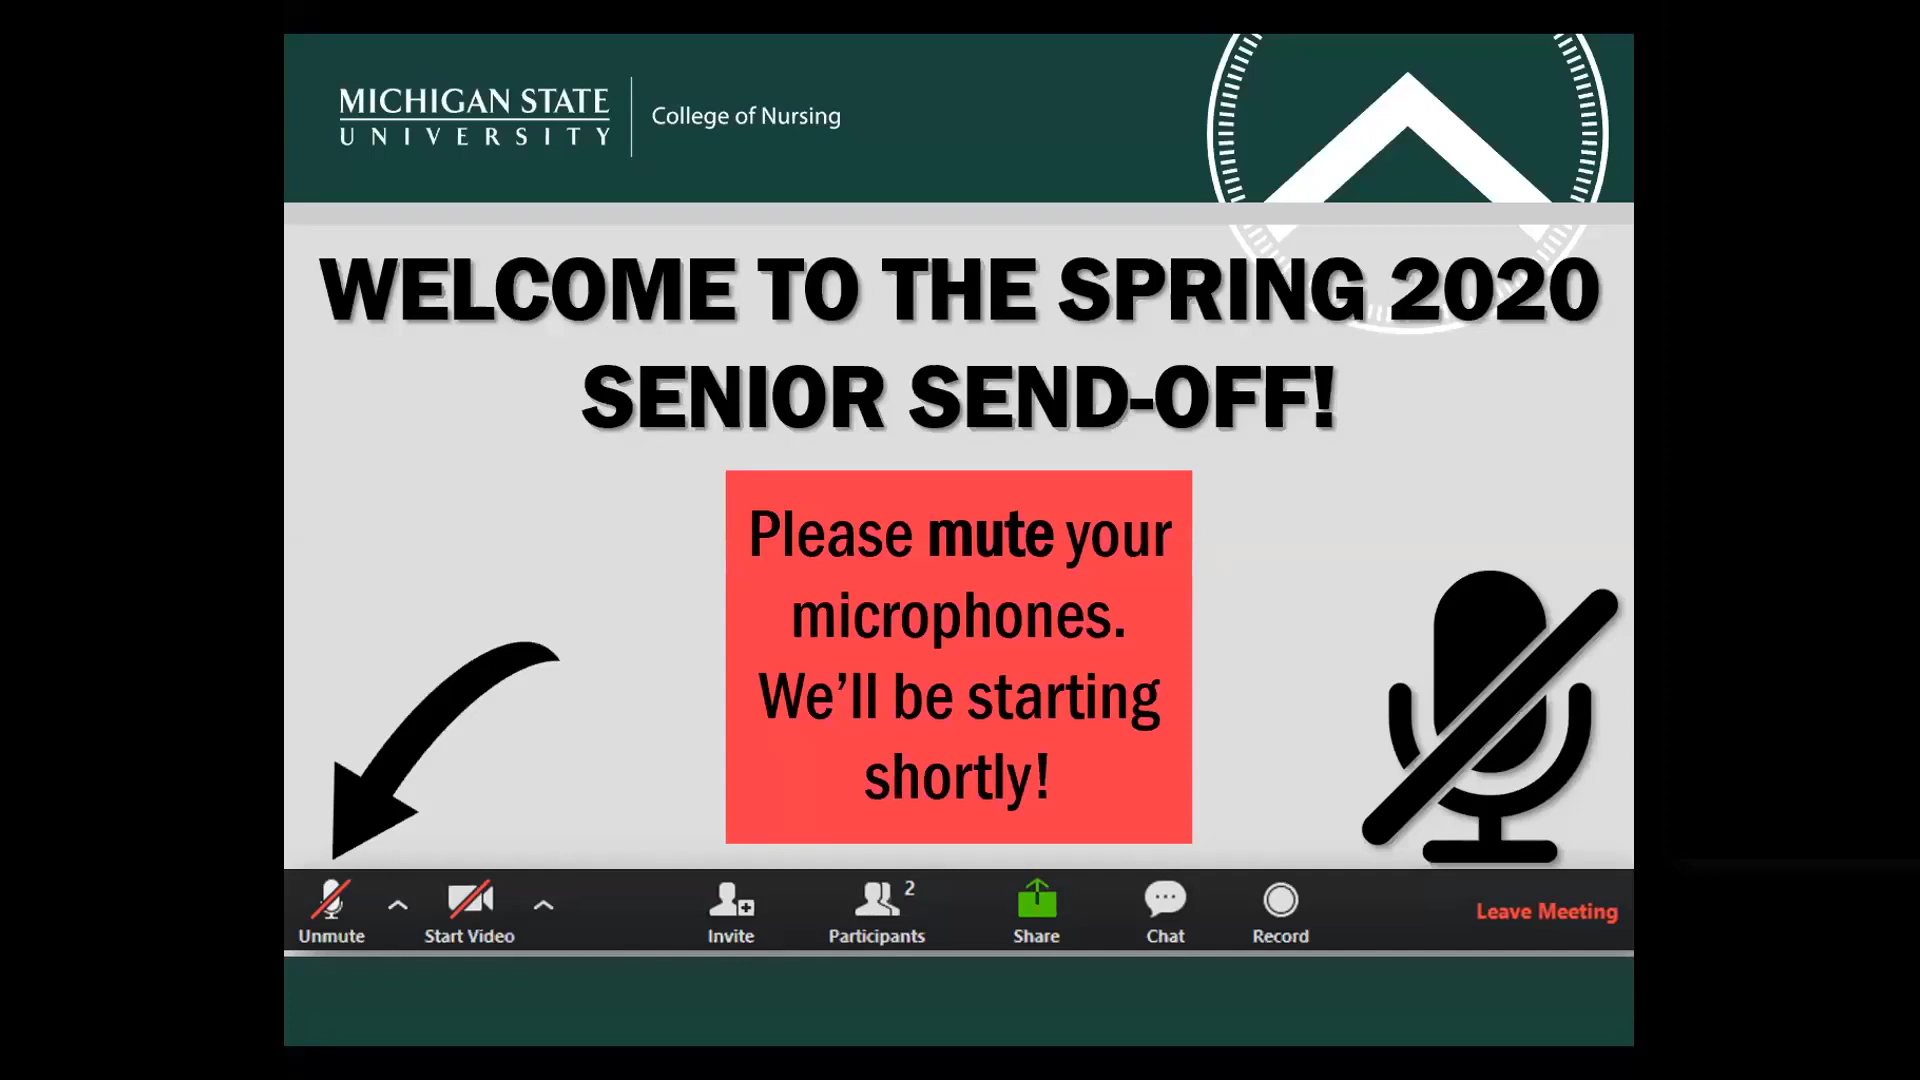 MICHIGAN STATE
UNIVERSITY
College of Nursing
WELCOME TO THE SPRING 2020
SENIOR SEND-OFF!
Please mute your
microphones.
We’ll be starting
shortly!
2
Unmute
Start Video
Invite
Participants
Share
Chat
Record
Leave Meeting